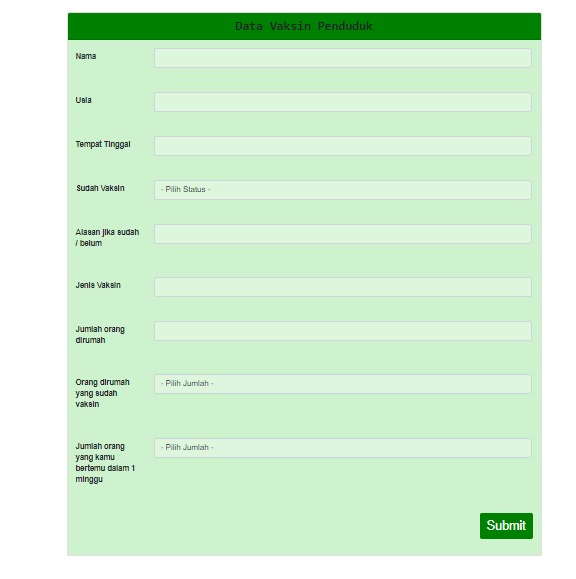 Data Vaksin Penduduk
Nama
Usia
Tempat Tinggal
Sudah Vaksin
- Pilih Status -
Alasan jika sudah
/ belum
Jenis Vaksin
Jumlah orang
dirumah
Orang dirumah
yang sudah
vaksin
- Pilih Jumlah -
Jumlah orang
yang kamu
bertemu dalam 1
minggu
- Pilih Jumlah -
Submit